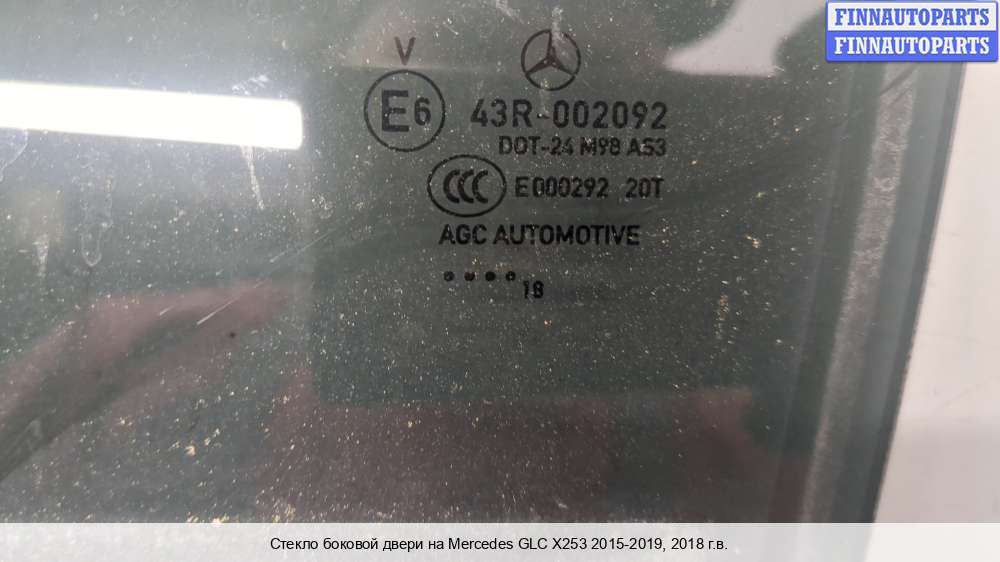 FINNAUTOPARTS
FINNAUTOPARTS
V
E6 43R-002092
DOT-24 M98 AS3
CCC E000292 20T
AGC AUTOMOTIVE
•••• 18
Стекло боковой двери на Mercedes GLC X253 2015-2019, 2018 г.в.